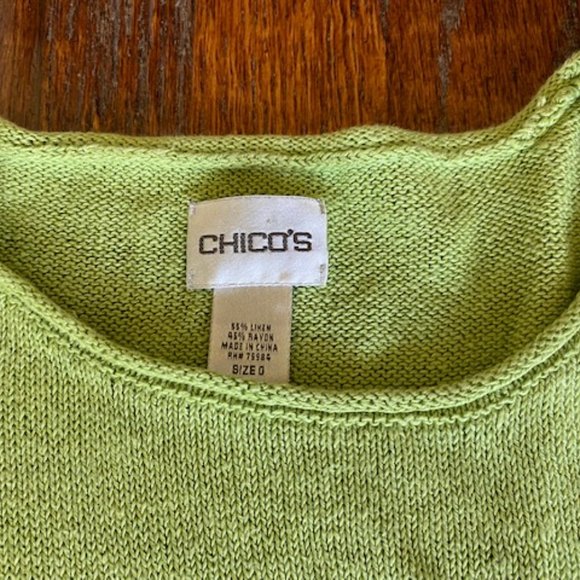 CHICO'S
55% LINEN
45% RAYON
MADE IN CHINA
RN# 75984
SIZE 0